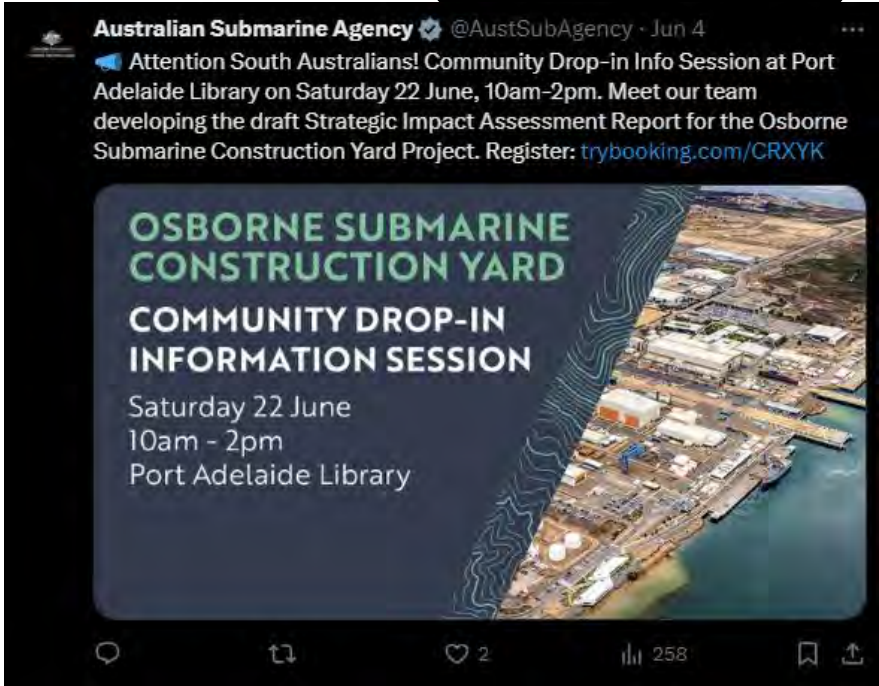 Australian Submarine Agency @AustSubAgency · Jun 4
📣 Attention South Australians! Community Drop-in Info Session at Port
Adelaide Library on Saturday 22 June, 10am-2pm. Meet our team
developing the draft Strategic Impact Assessment Report for the Osborne
Submarine Construction Yard Project. Register: trybooking.com/CRXYK
OSBORNE SUBMARINE
CONSTRUCTION YARD
COMMUNITY DROP-IN
INFORMATION SESSION
Saturday 22 June
10am - 2pm
Port Adelaide Library
2
258